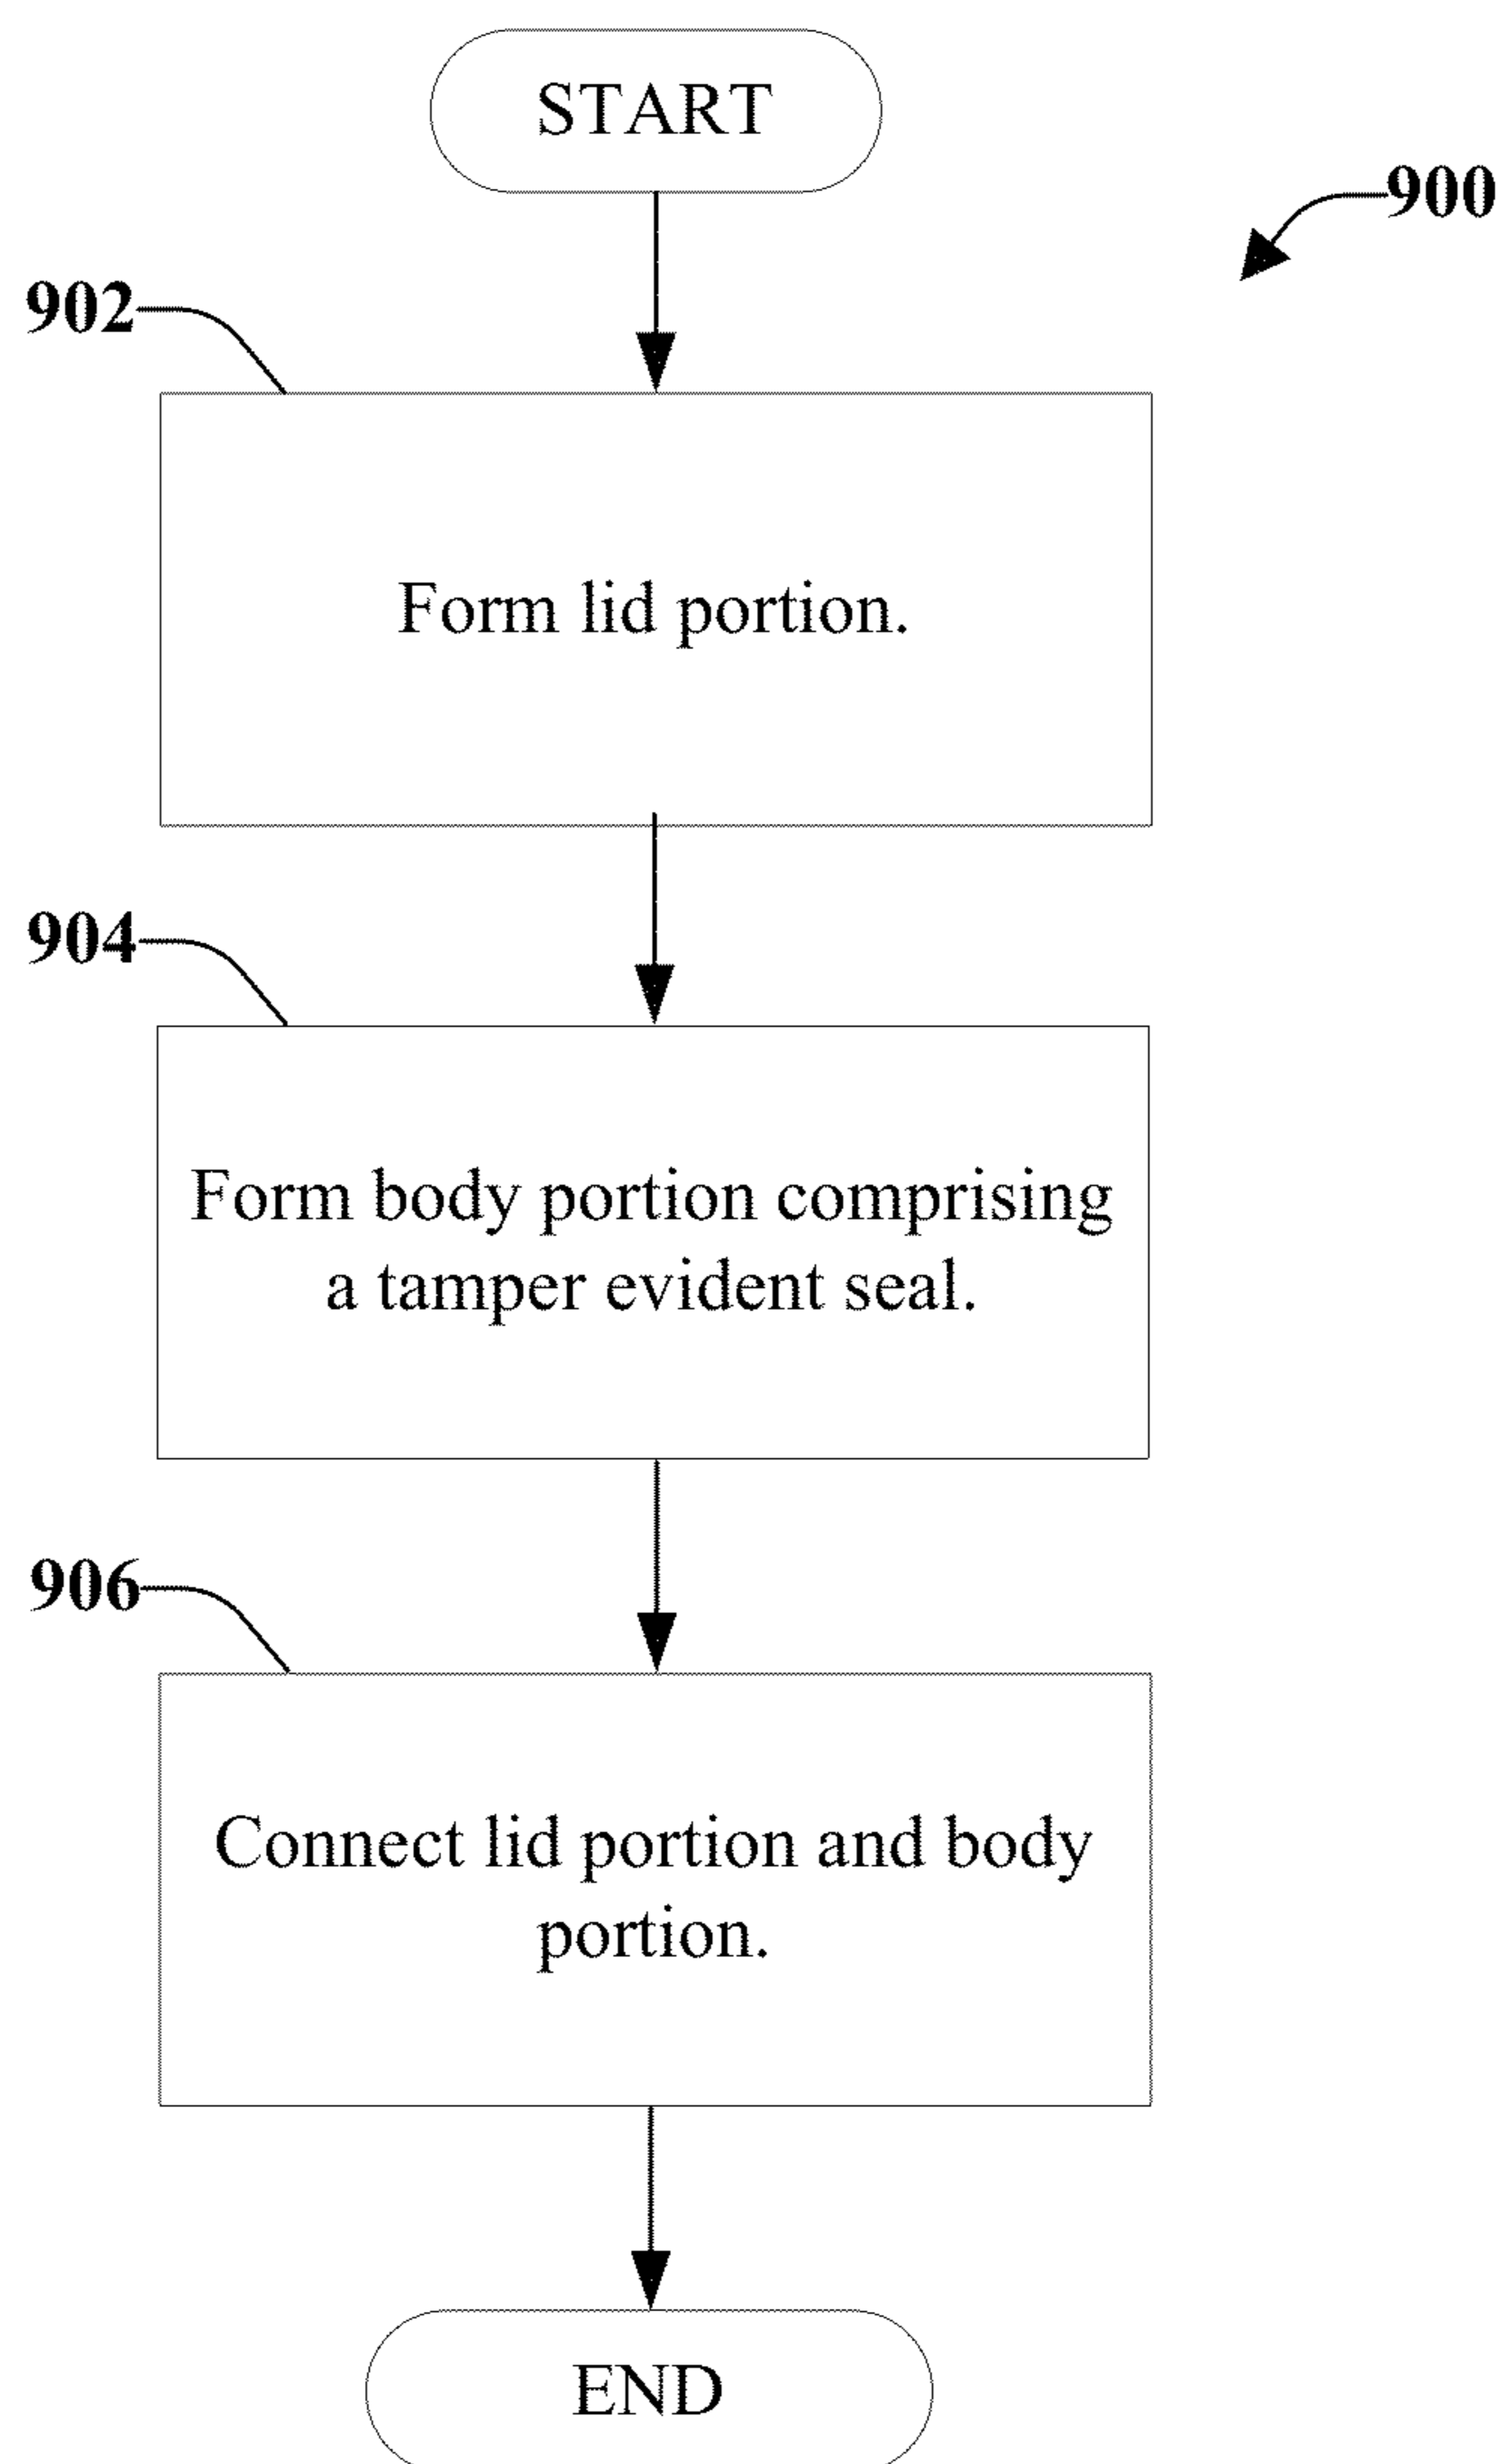 START
900
902
Form lid portion.
904
Form body portion comprising
a tamper evident seal.
906
Connect lid portion and body
portion.
END